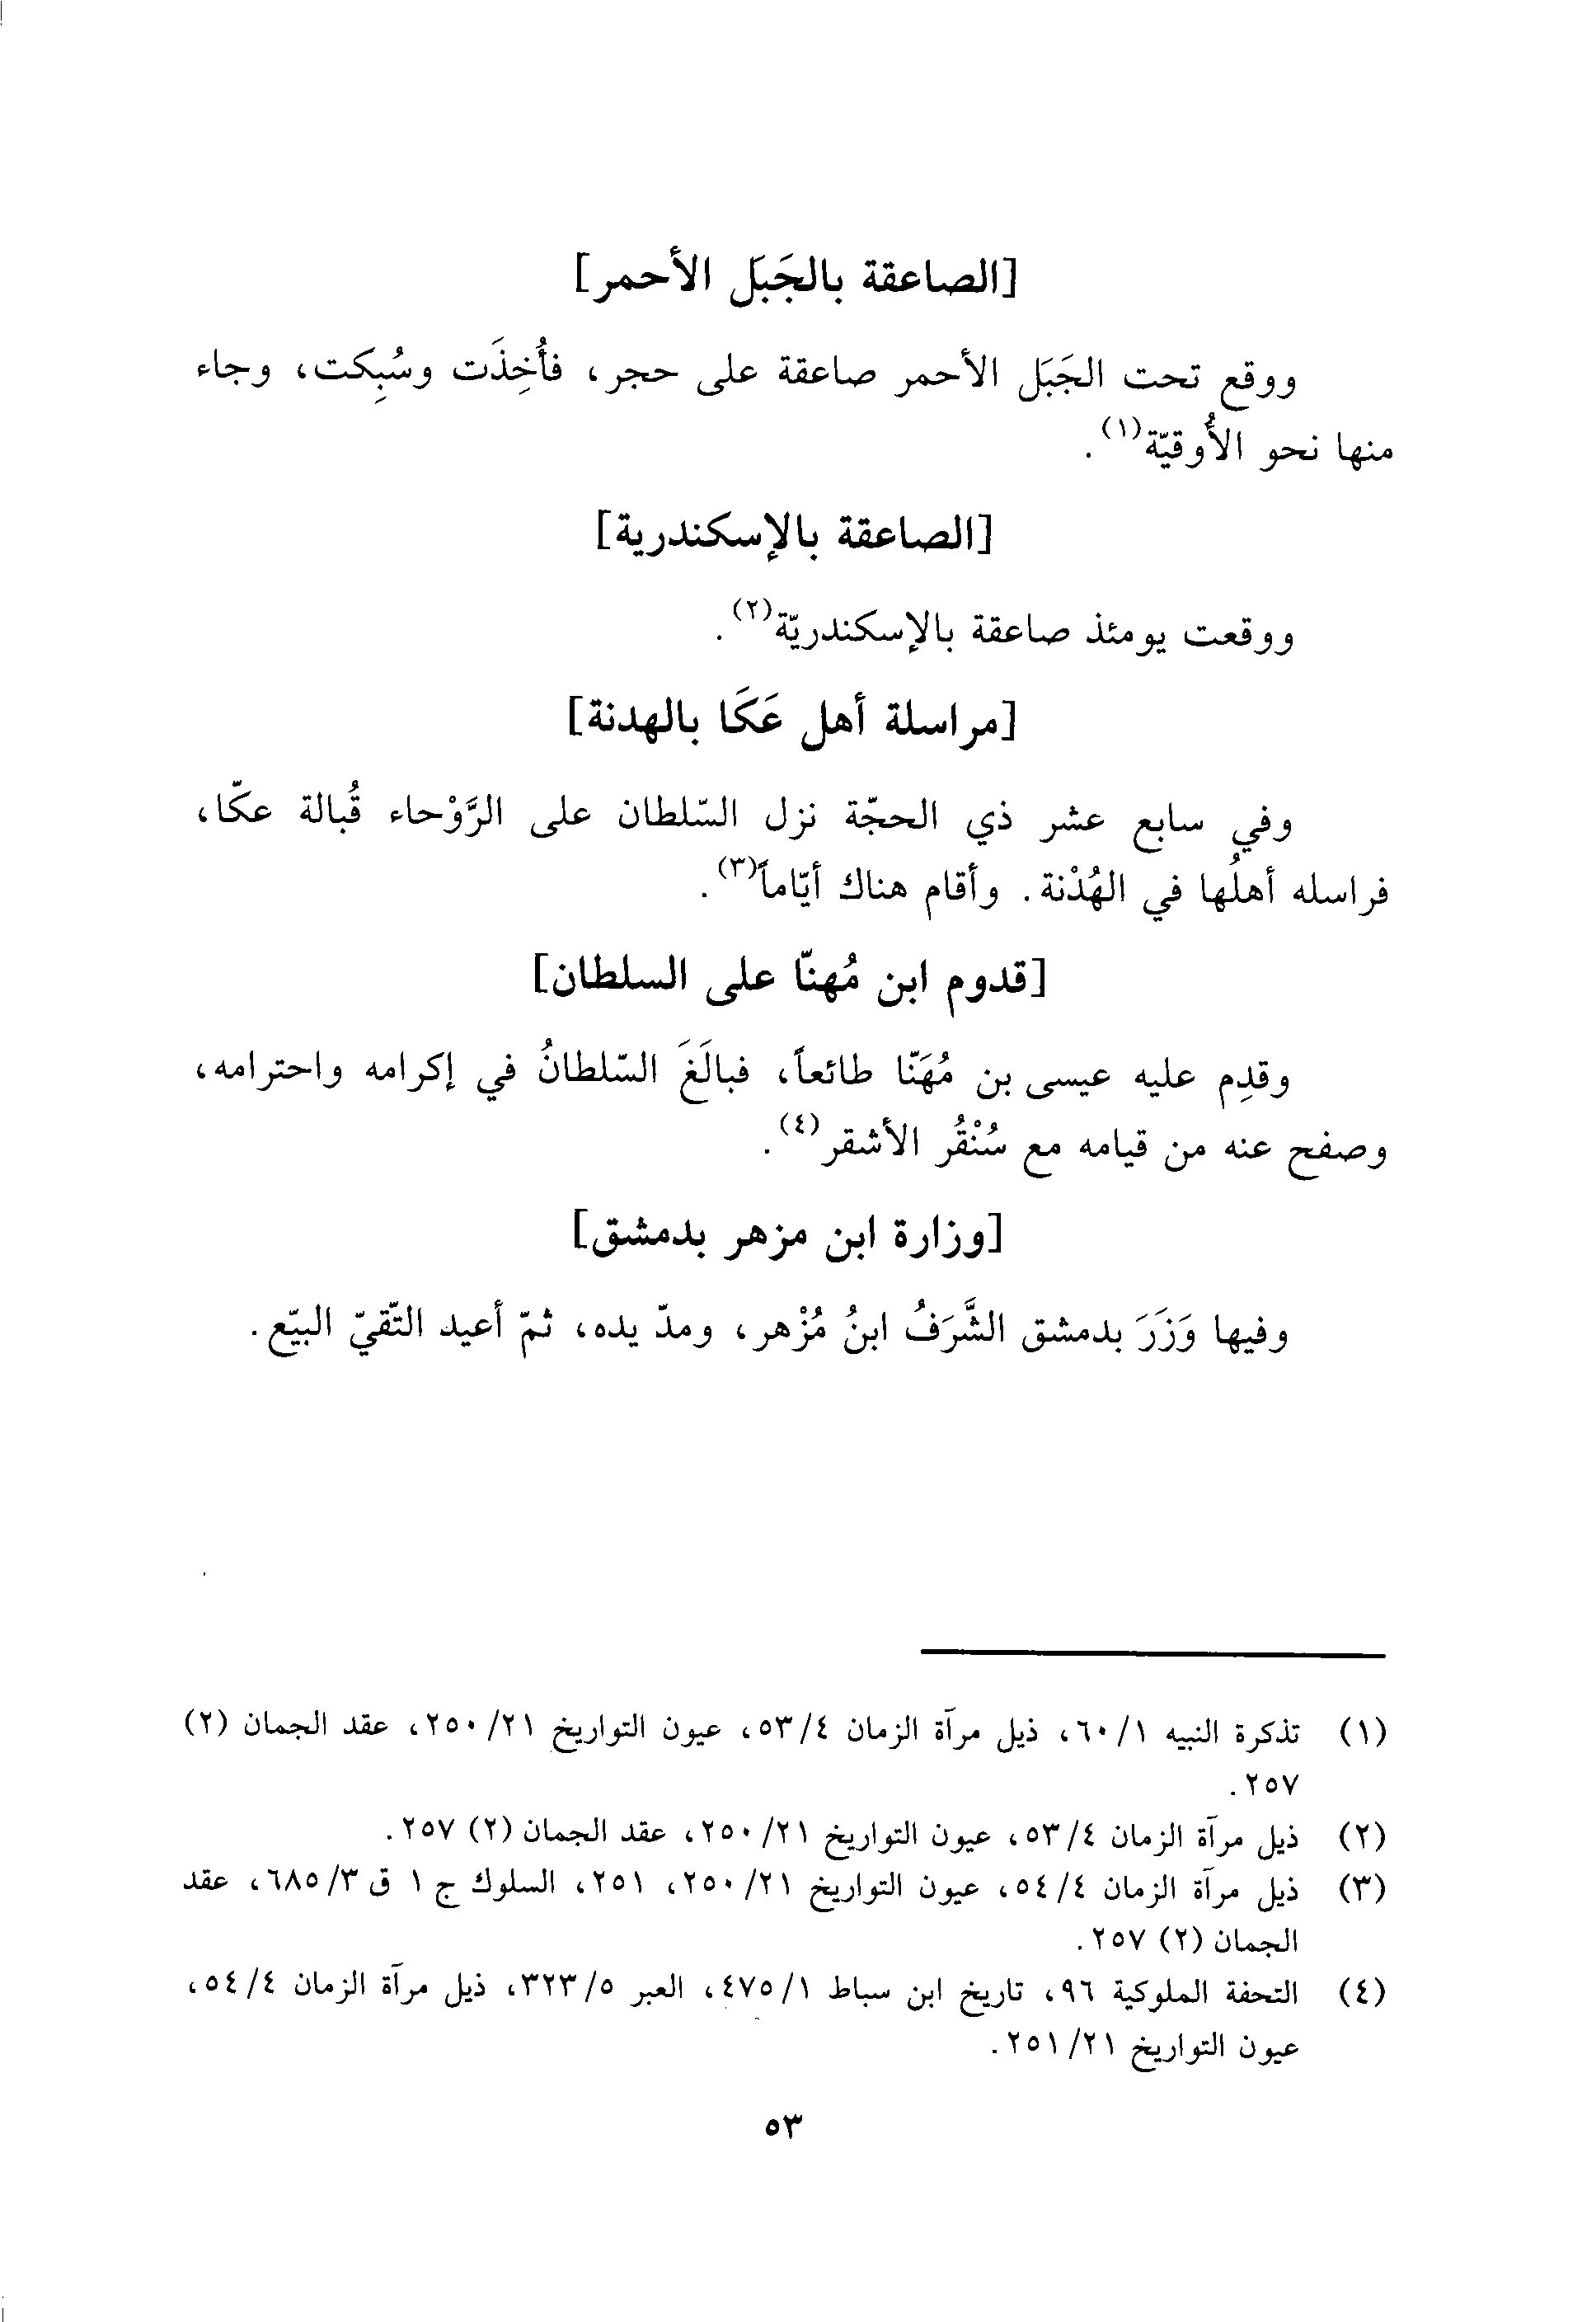 [الصاعقة بالجَبَل الأحمر]
ووقع تحت الجَبَل الأحمر صاعقة على حجر، فأُخِذَت وسُبِكت، وجاء
منها نحو الأُوقيّة(١).
[الصاعقة بالإسكندرية]
ووقعت يومئذ صاعقة بالإسكندريّة(٢).
[مراسلة أهل عَكَا بالهدنة]
وفي سابع عشر ذي الحجّة نزل السّلطان على الرَّوْحاء قُبالة عكّا،
فراسله أهلُها في الهُدْنة. وأقام هناك أيّاماً(٣).
[قدوم ابن مُهنّا على السلطان]
وقدِم عليه عيسى بن مُهَنّا طائعاً، فبالَغَ السّلطانُ في إكرامه واحترامه،
وصفح عنه من قيامه مع سُنْقُر الأشقر(٤).
[وزارة ابن مزهر بدمشق]
وفيها وَزَرَ بدمشق الشَّرَفُ ابنُ مُزْهر، ومدّ يده، ثمّ أعيد التّقيّ البيّع.
(١) تذكرة النبيه ٦٠/١، ذيل مرآة الزمان ٥٣/٤، عيون التواريخ ٢٥٠/٢١، عقد الجمان (٢)
٢٥٧.
(٢) ذيل مرآة الزمان ٥٣/٤، عيون التواريخ ٢٥٠/٢١، عقد الجمان (٢) ٢٥٧.
(٣) ذيل مرآة الزمان ٥٤/٤، عيون التواريخ ٢٥٠/٢١، ٢٥١، السلوك ج ١ ق ٦٨٥/٣، عقد
الجمان (٢) ٢٥٧.
(٤) التحفة الملوكية ٩٦، تاريخ ابن سباط ٤٧٥/١، العبر ٣٢٣/٥، ذيل مرآة الزمان ٥٤/٤،
عيون التواريخ ٢٥١/٢١.
٥٣